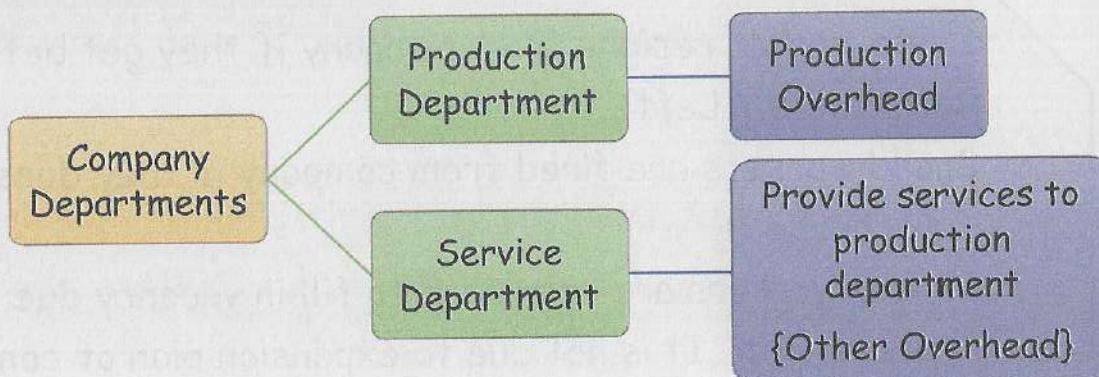 Production
Department
Production
Overhead
Company
Departments
Service
Department
Provide services to
production
department
{Other Overhead}